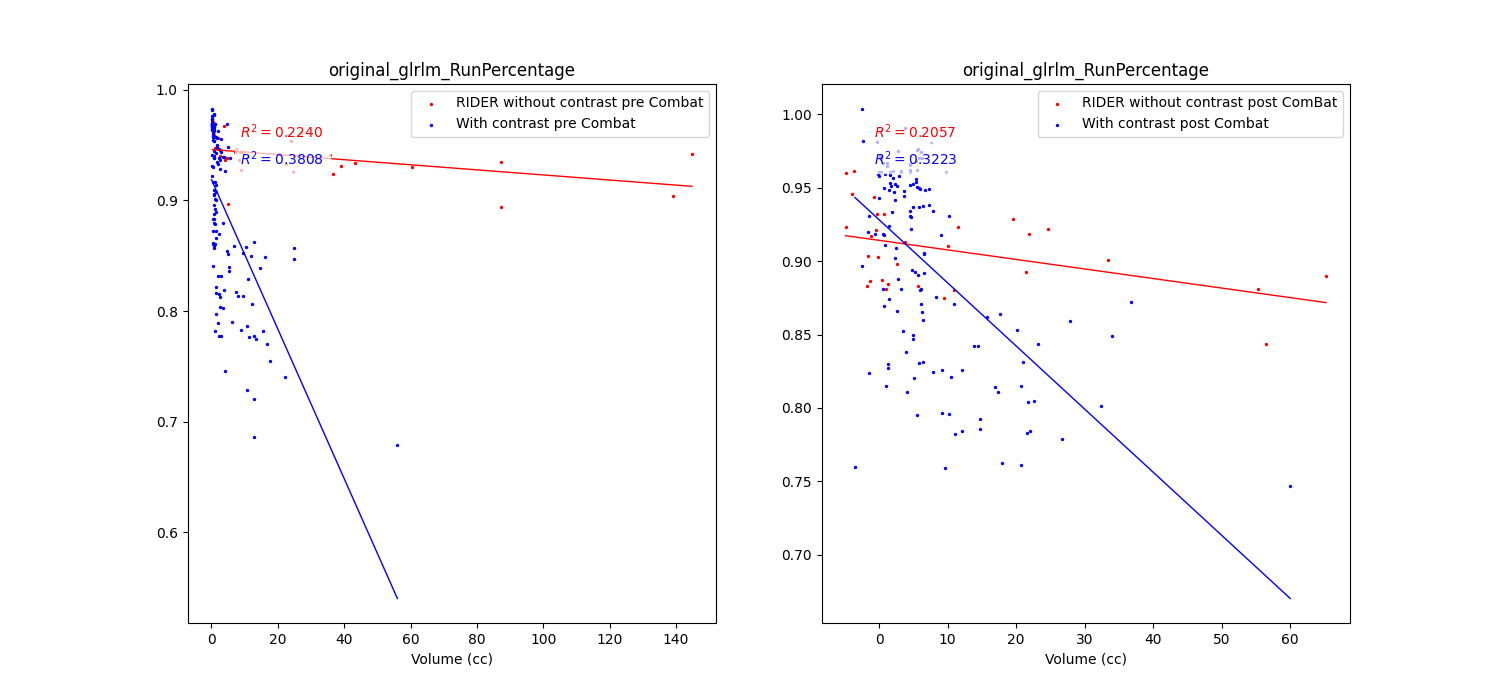 original_glrlm_RunPercentage
RIDER without contrast pre Combat
With contrast pre Combat
R² = 0.2240
R² = 0.3808
1.0
0.9
0.8
0.7
0.6
0 20 40 60 80 100 120 140
Volume (cc)
original_glrlm_RunPercentage
RIDER without contrast post ComBat
With contrast post Combat
R² = 0.2057
R² = 0.3223
1.00
0.95
0.90
0.85
0.80
0.75
0.70
0 10 20 30 40 50 60
Volume (cc)